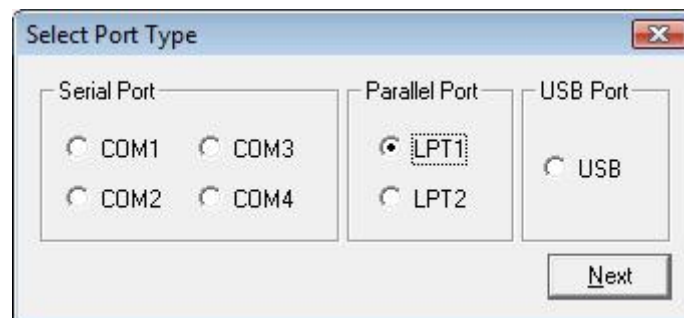 Select Port Type
Serial Port
Parallel Port
USB Port
COM1
COM3
LPT1
USB
COM2
COM4
LPT2
Next